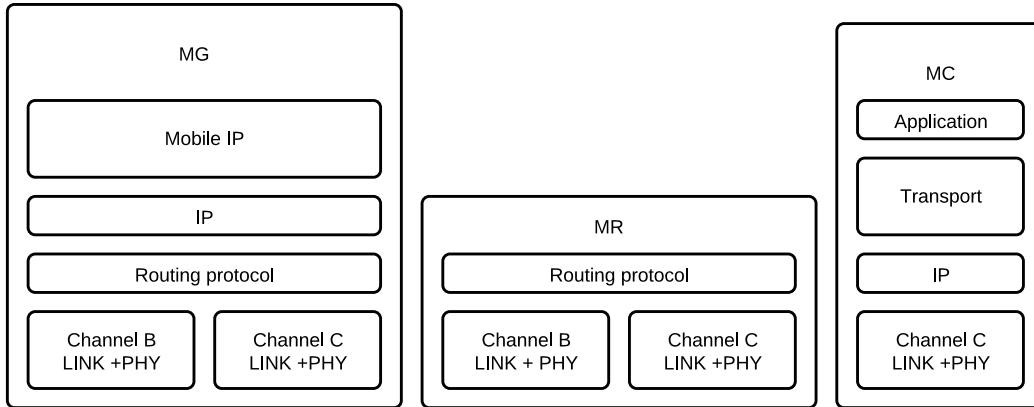 MG
Mobile IP
IP
Routing protocol
Channel B
LINK +PHY
Channel C
LINK +PHY
MR
Routing protocol
Channel B
LINK + PHY
Channel C
LINK +PHY
MC
Application
Transport
IP
Channel C
LINK +PHY